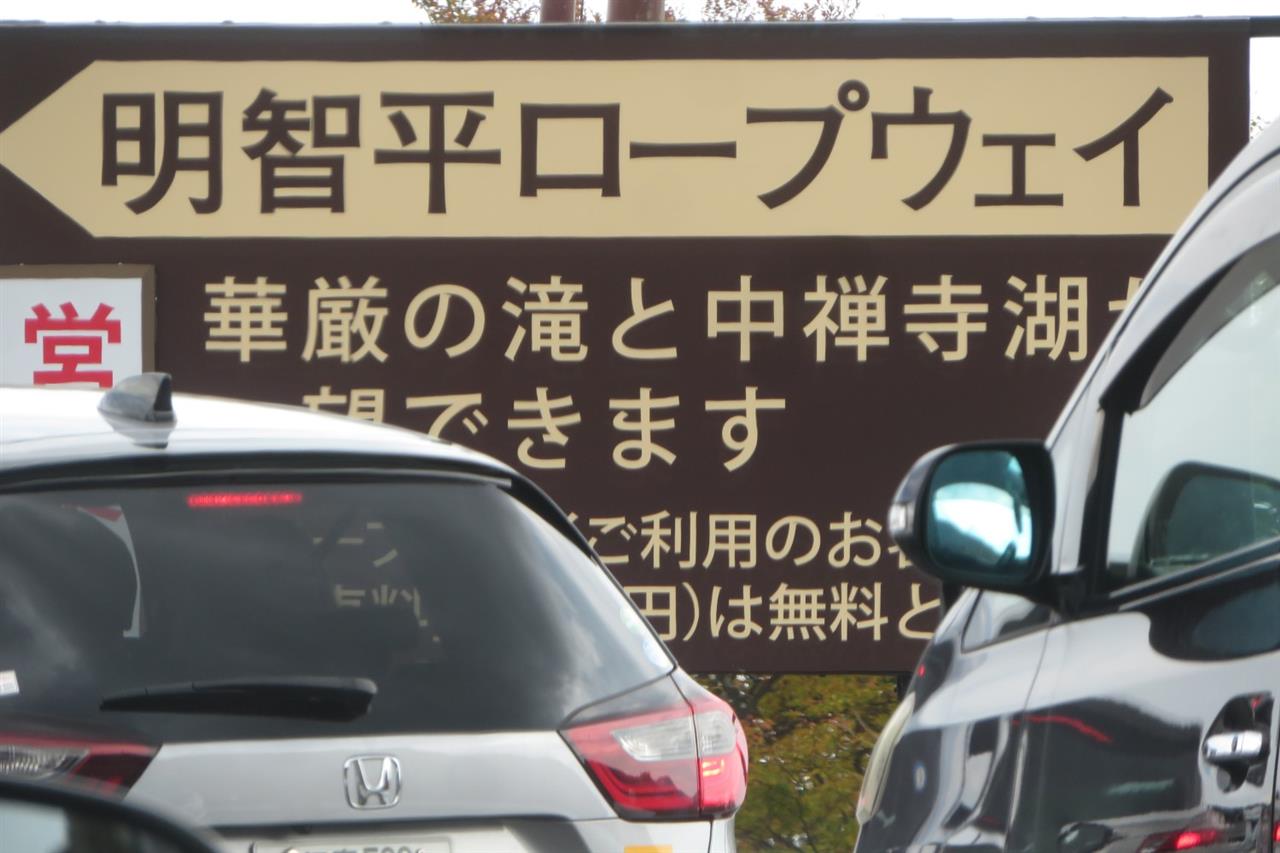 明智平ロープウェイ
営
華厳の滝と中禅寺湖
望できます
ご利用のお
円)は無料と